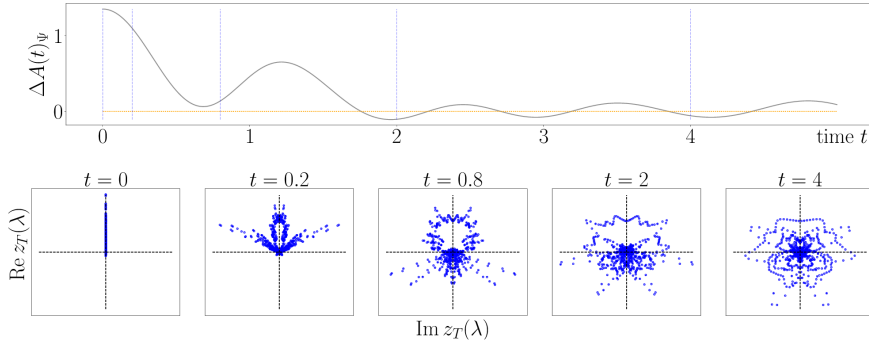 ΔA(t)_Ψ
1
0
0 1 2 3 4 time t
t = 0 t = 0.2 t = 0.8 t = 2 t = 4
Re z_T(λ)
Im z_T(λ)